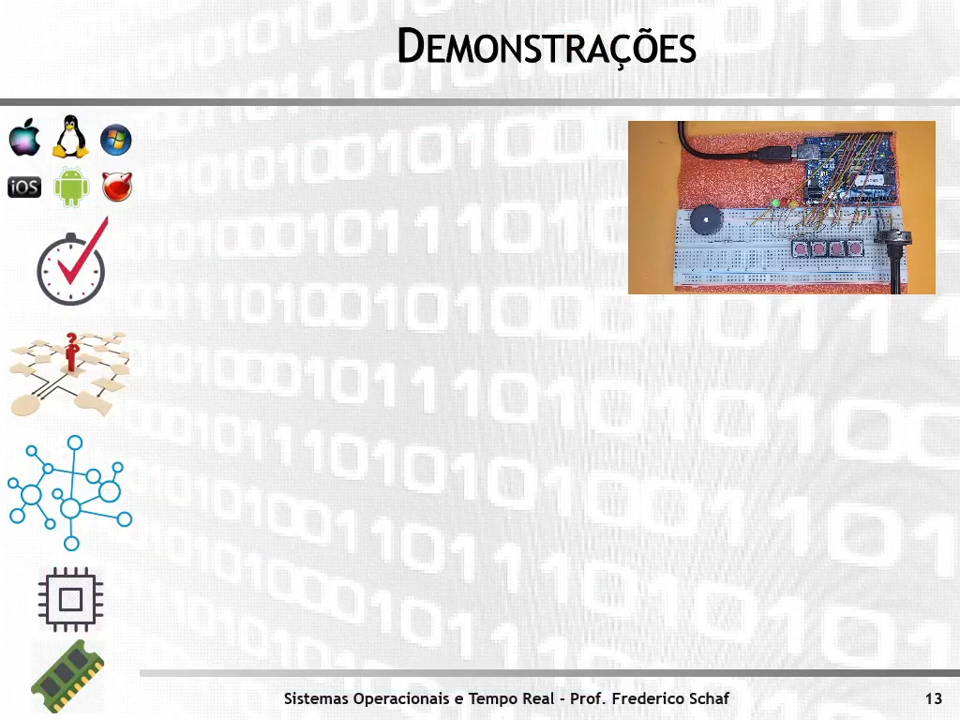 DEMONSTRAÇÕES
iOS
Sistemas Operacionais e Tempo Real - Prof. Frederico Schaf
13